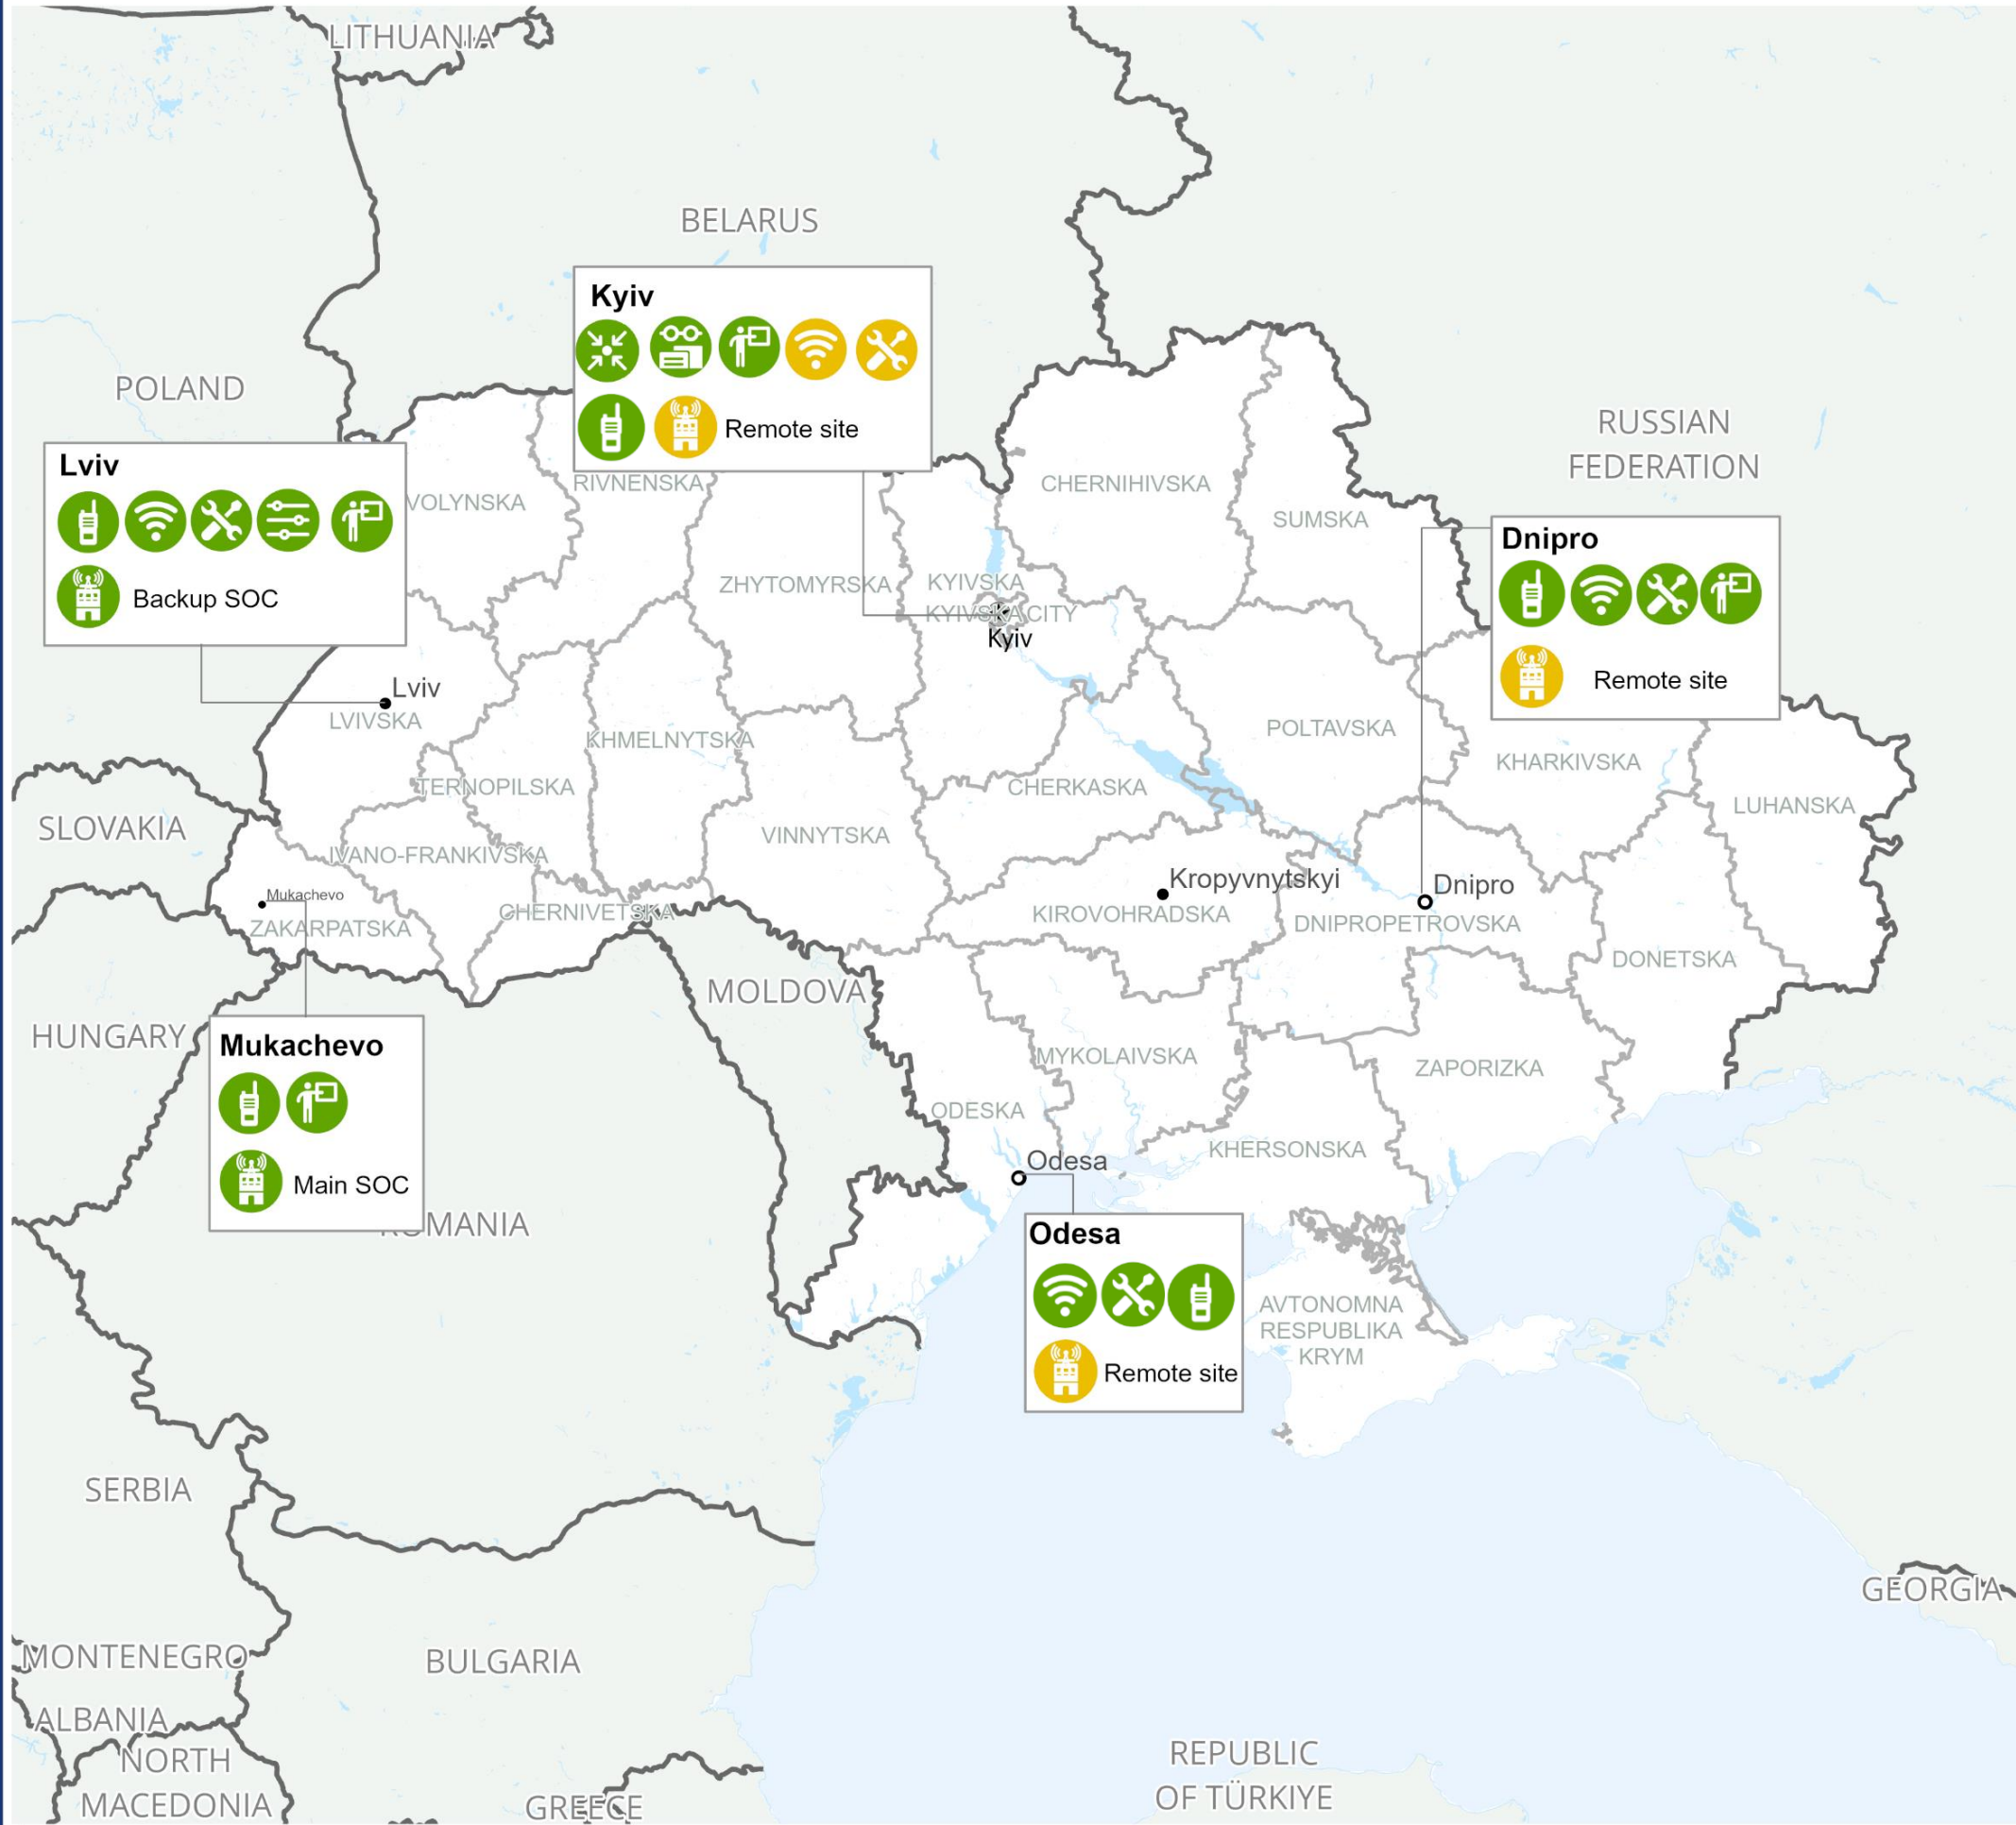 LITHUANIA
BELARUS
Kyiv
Remote site
POLAND
RUSSIAN
FEDERATION
Lviv
Backup SOC
VOLYNSKA
RIVNENSKA
CHERNIHIVSKA
SUMSKA
Dnipro
Remote site
ZHYTOMYRSKA
KYIVSKA
KYIVSKA CITY
Kyiv
Lviv
LVIVSKA
KHMELNYTSKA
POLTAVSKA
KHARKIVSKA
TERNOPILSKA
CHERKASKA
LUHANSKA
SLOVAKIA
VINNYTSKA
IVANO-FRANKIVSKA
Kropyvnytskyi
Dnipro
Mukachevo
ZAKARPATSKA
CHERNIVETSKA
KIROVOHRADSKA
DNIPROPETROVSKA
DONETSKA
MOLDOVA
HUNGARY
Mukachevo
Main SOC
MYKOLAIVSKA
ZAPORIZKA
ODESKA
KHERSONSKA
Odesa
ROMANIA
Odesa
Remote site
AVTONOMNA
RESPUBLIKA
KRYM
SERBIA
GEORGIA
MONTENEGRO
BULGARIA
ALBANIA
NORTH
MACEDONIA
GREECE
REPUBLIC
OF TÜRKIYE